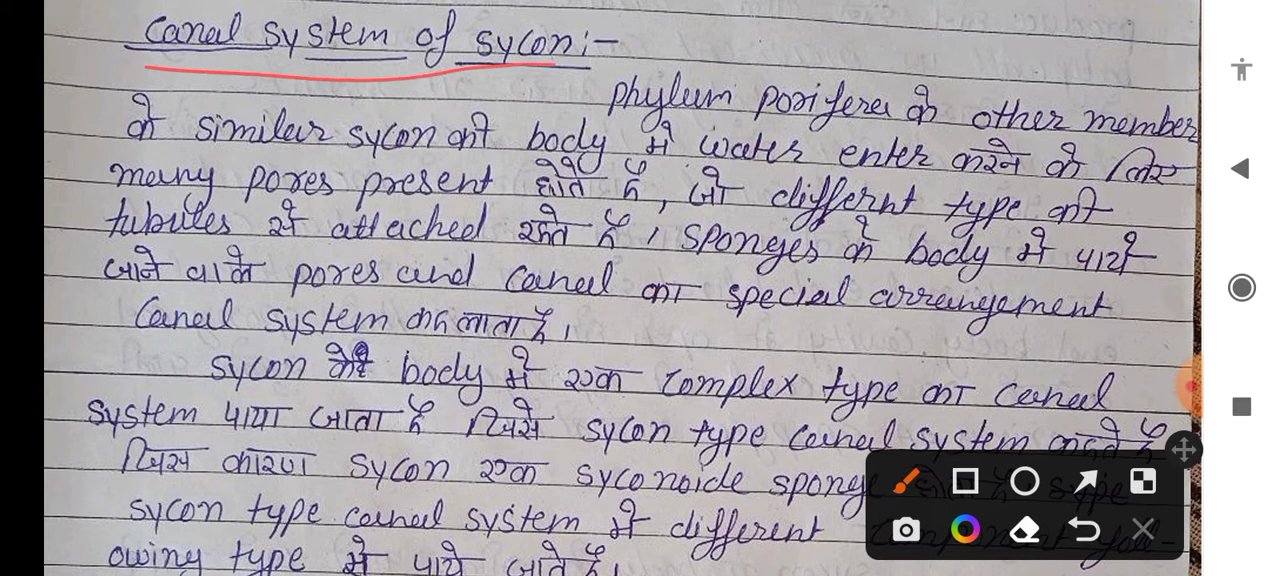 Canal system of sycon:-
phylum porifera के other member
के similar sycon की body में water enter करने के लिए
many pores present होते हैं, जो different type की
tubules से attached रहते हैं। sponges के body में पाये
जाने वाले pores and canal का special arrangement
Canal system कहलाता है।
sycon body में एक complex type का canal
system पाया जाता है जिसे sycon type canal system कहते हैं
जिस कारण sycon एक syconoide sponge
sycon type canal system में different
owing type में पाये जाते हैं।